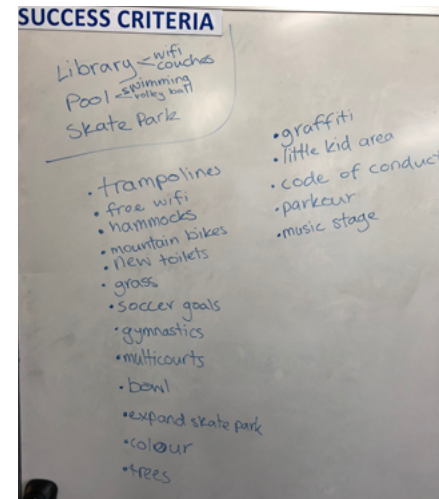 SUCCESS CRITERIA
Library < wifi
couches
Pool < swimming
volley ball
Skate Park
• trampolines
• free wifi
• hammocks
• mountain bikes
• new toilets
• grass
• soccer goals
• gymnastics
• multicourts
• bowl
• expand skate park
• colour
• trees
• graffiti
• little kid area
• code of conduct
• parkour
• music stage